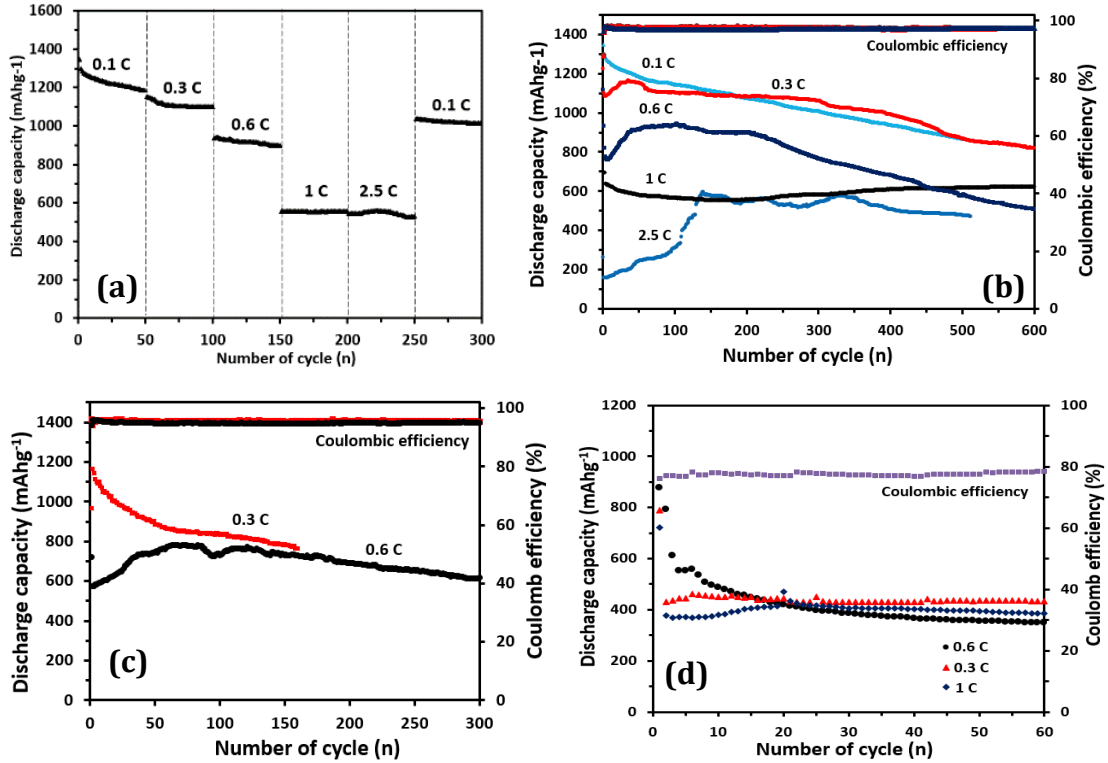 1600
1400
1200
1000
800
600
400
200
0
Discharge capacity (mAhg-1)
0.1 C
0.3 C
0.6 C
1 C
2.5 C
0.1 C
(a)
0 50 100 150 200 250 300
Number of cycle (n)
1400
1200
1000
800
600
400
200
0
Discharge capacity (mAhg-1)
Coulombic efficiency
0.1 C
0.3 C
0.6 C
1 C
2.5 C
(b)
100
80
60
40
20
0
Coulombic efficiency (%)
0 100 200 300 400 500 600
Number of cycle (n)
1400
1200
1000
800
600
400
200
0
Discharge capacity (mAhg-1)
Coulombic efficiency
0.3 C
0.6 C
(c)
100
80
60
40
20
0
Coulomb efficiency (%)
0 50 100 150 200 250 300
Number of cycle (n)
1200
1000
800
600
400
200
0
Discharge capacity (mAhg-1)
Coulombic efficiency
0.6 C
0.3 C
1 C
(d)
100
80
60
40
20
0
Coulomb efficiency (%)
0 10 20 30 40 50 60
Number of cycle (n)